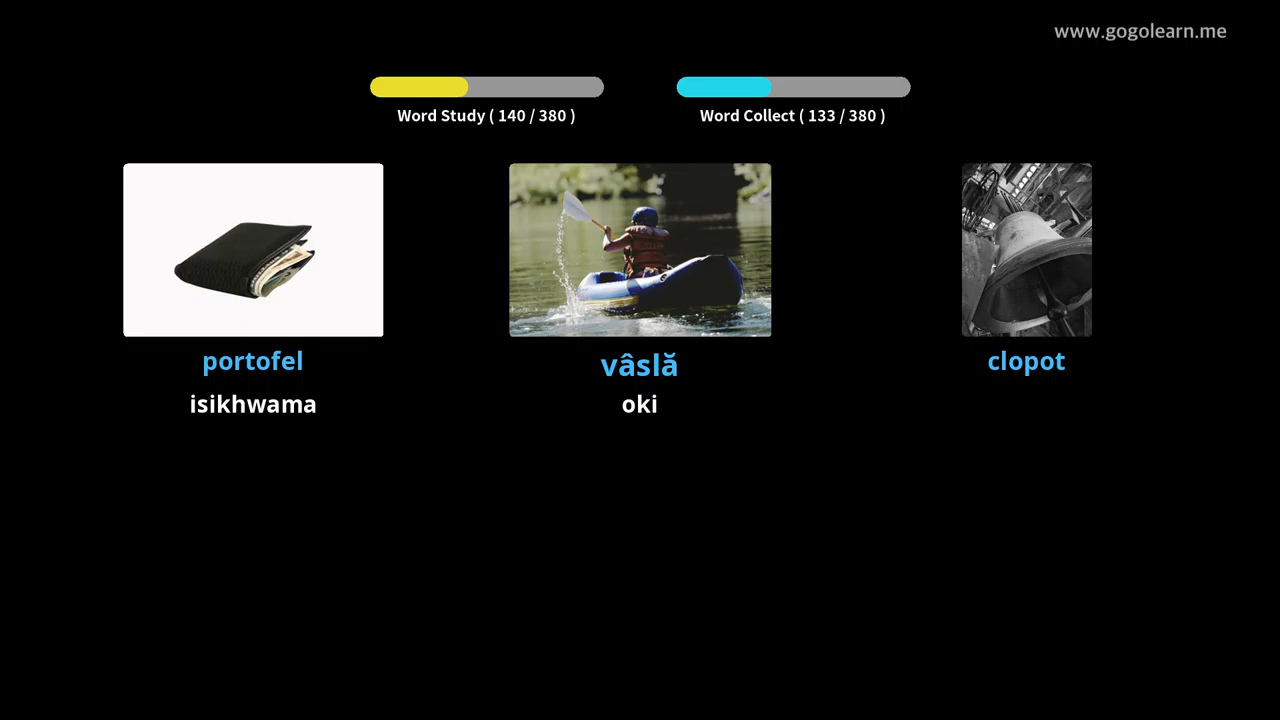 www.gogolearn.me
Word Study ( 140 / 380 )
Word Collect ( 133 / 380 )
portofel
vâslă
clopot
isikhwama
oki